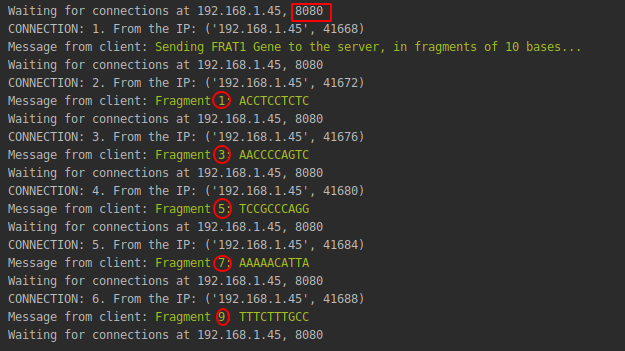 Waiting for connections at 192.168.1.45, 8080
CONNECTION: 1. From the IP: ('192.168.1.45', 41668)
Message from client: Sending FRAT1 Gene to the server, in fragments of 10 bases...
Waiting for connections at 192.168.1.45, 8080
CONNECTION: 2. From the IP: ('192.168.1.45', 41672)
Message from client: Fragment 1: ACCTCCTCTC
Waiting for connections at 192.168.1.45, 8080
CONNECTION: 3. From the IP: ('192.168.1.45', 41676)
Message from client: Fragment 3: AACCCCAGTC
Waiting for connections at 192.168.1.45, 8080
CONNECTION: 4. From the IP: ('192.168.1.45', 41680)
Message from client: Fragment 5: TCCGCCCAGG
Waiting for connections at 192.168.1.45, 8080
CONNECTION: 5. From the IP: ('192.168.1.45', 41684)
Message from client: Fragment 7: AAAAACATTA
Waiting for connections at 192.168.1.45, 8080
CONNECTION: 6. From the IP: ('192.168.1.45', 41688)
Message from client: Fragment 9 TTTCTTTGCC
Waiting for connections at 192.168.1.45, 8080